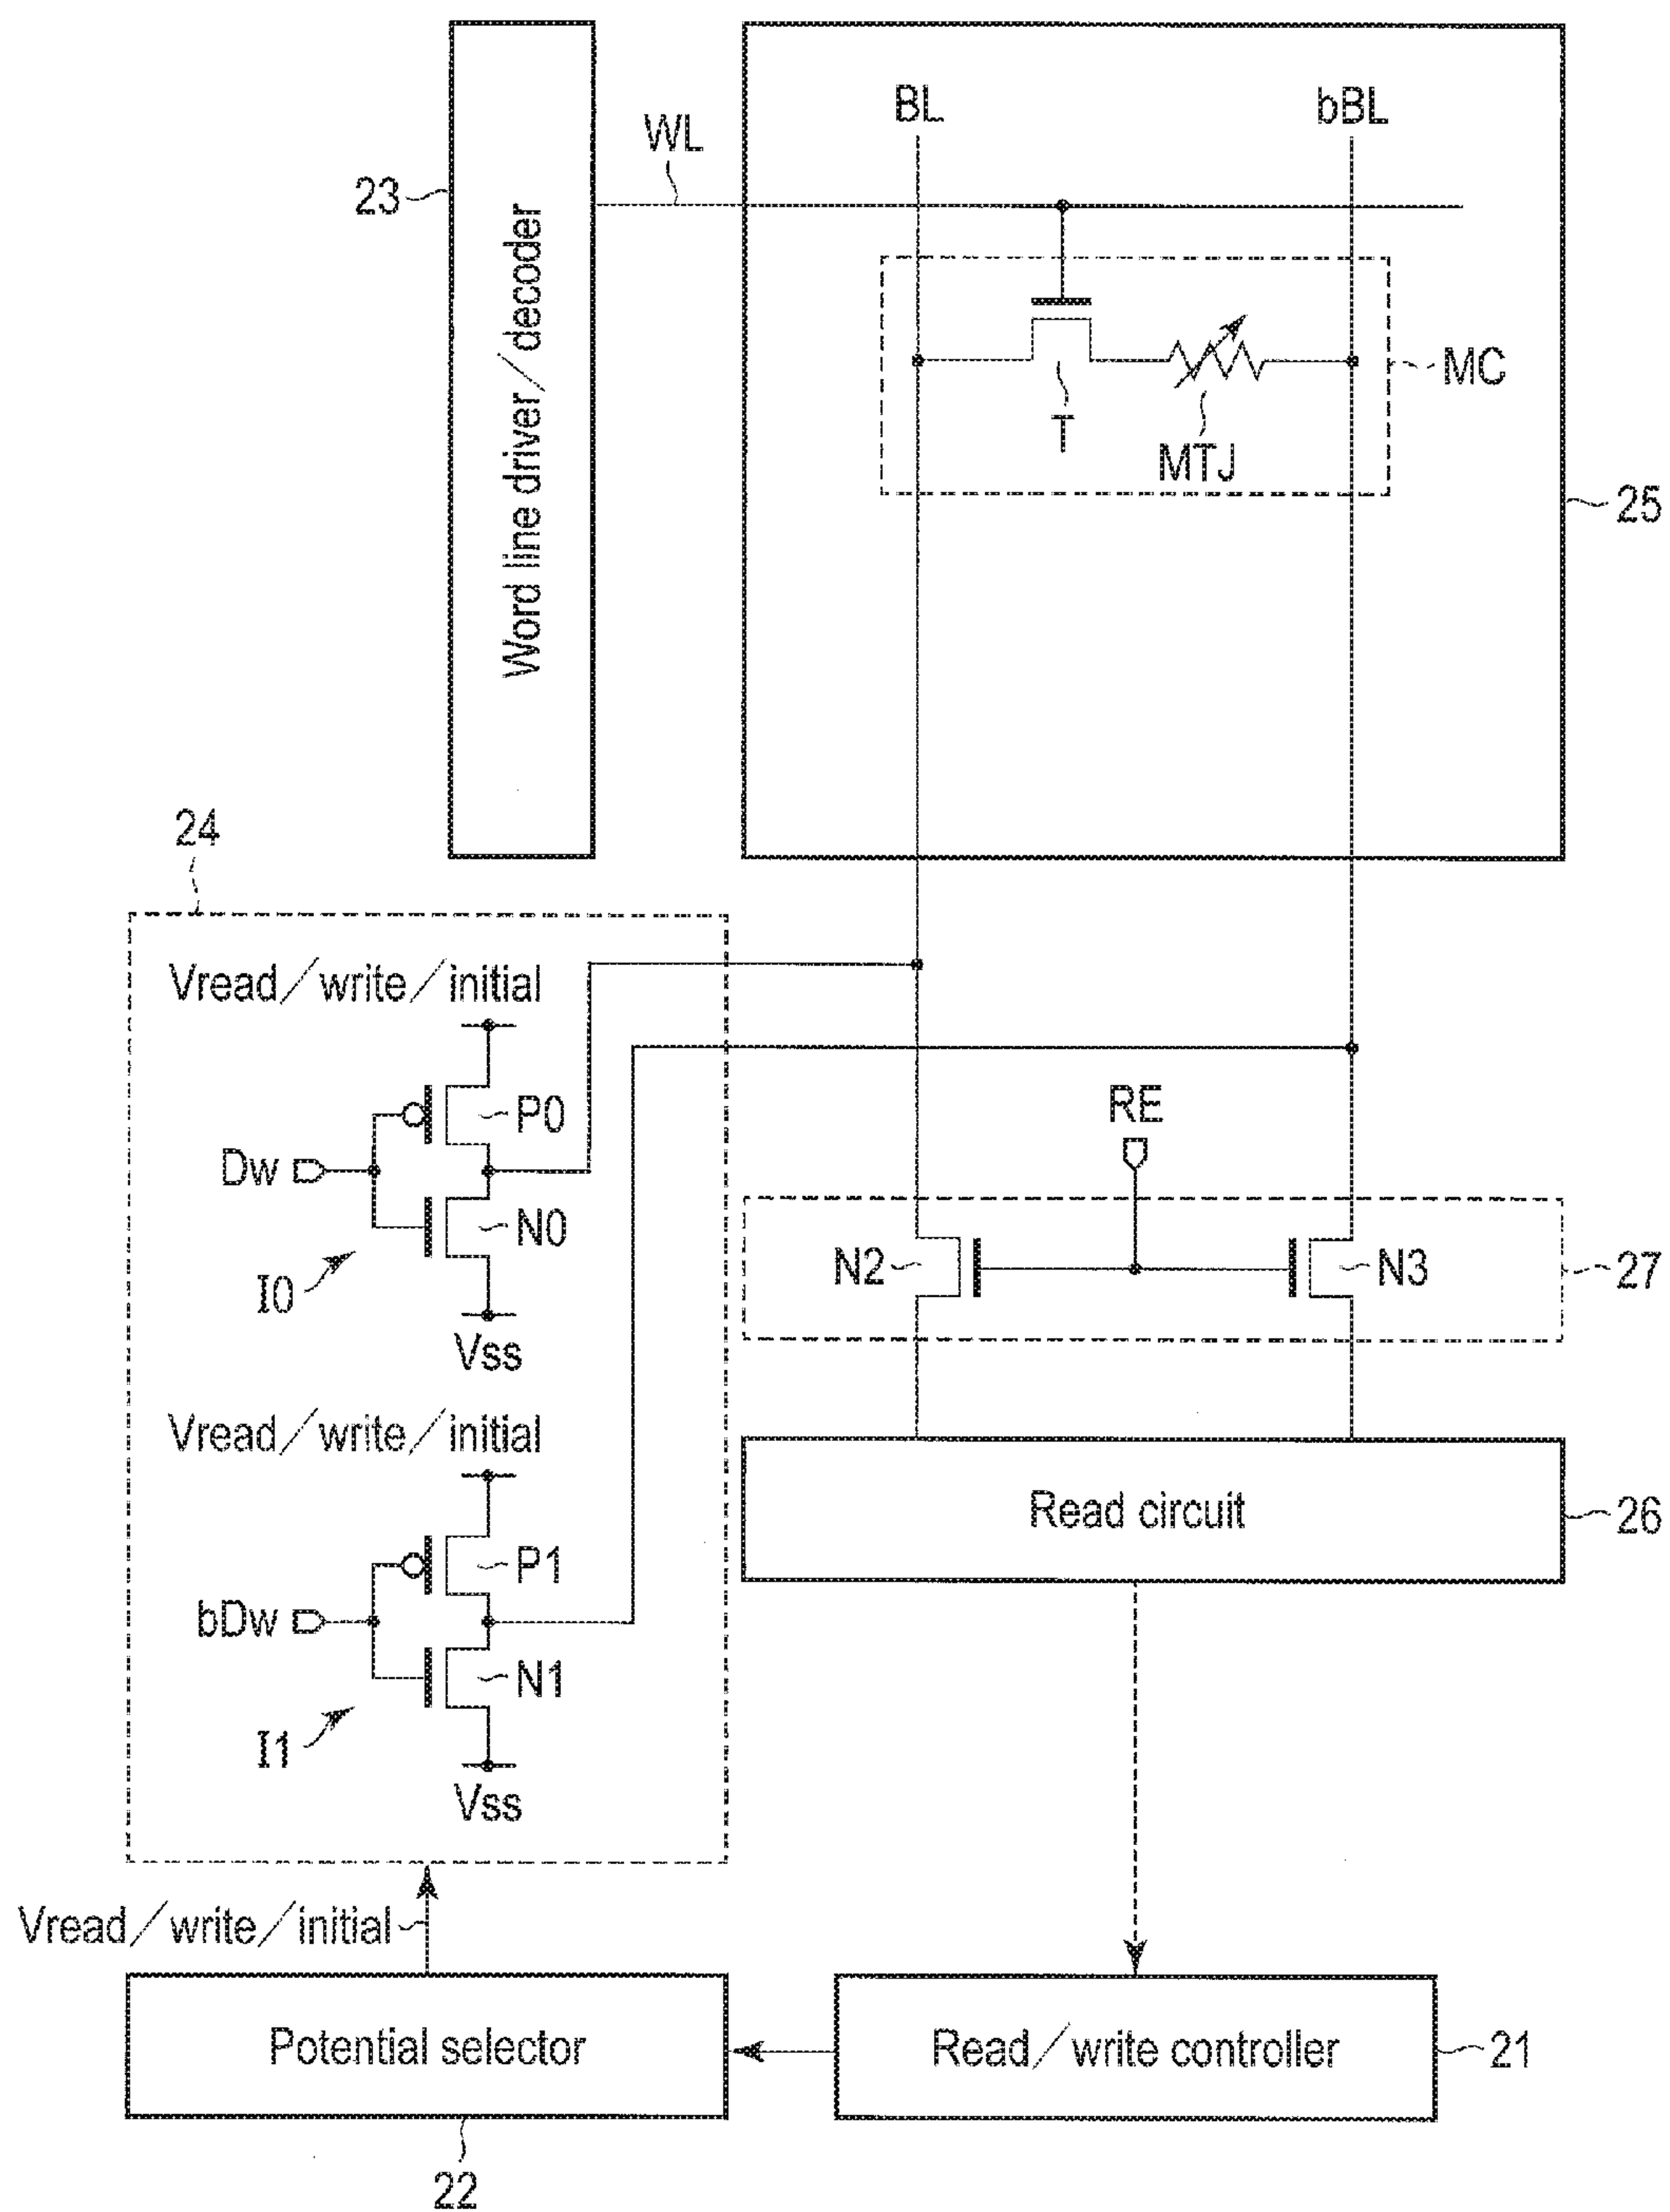 BL
bBL
WL
23
Word line driver/decoder
MC
T
MTJ
25
24
Vread/write/initial
P0
RE
Dw
N0
N2
N3
27
I0
Vss
Vread/write/initial
Read circuit
26
P1
bDw
N1
I1
Vss
Vread/write/initial
Potential selector
Read/write controller
21
22